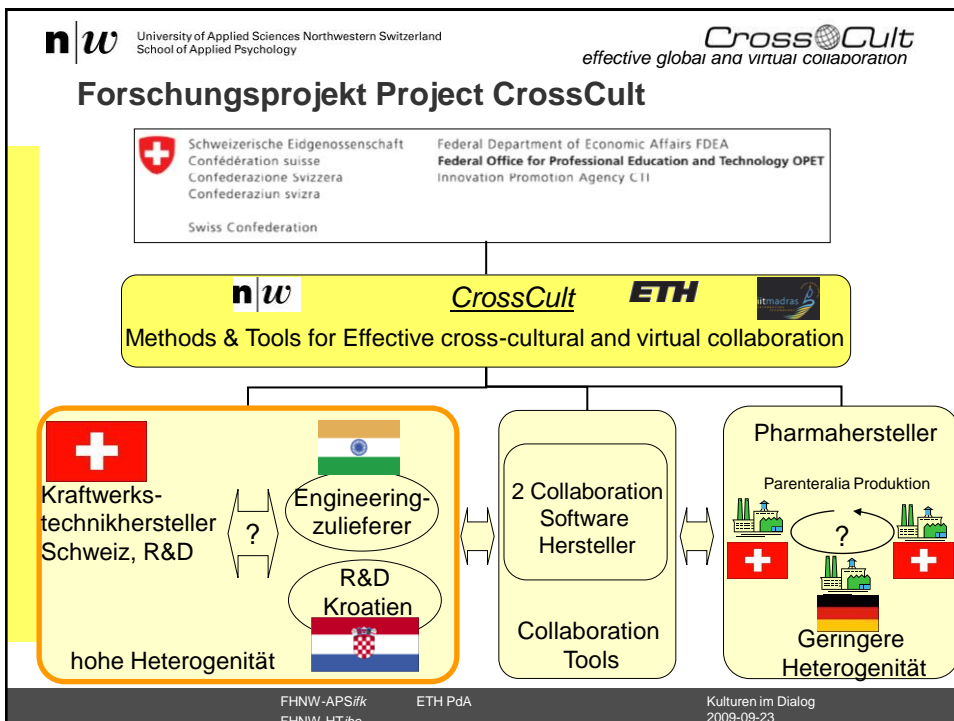 n|w University of Applied Sciences Northwestern Switzerland
School of Applied Psychology
CrossCult
effective global and virtual collaboration
Forschungsprojekt Project CrossCult
Schweizerische Eidgenossenschaft
Confédération suisse
Confederazione Svizzera
Confederaziun svizra
Swiss Confederation
Federal Department of Economic Affairs FDEA
Federal Office for Professional Education and Technology OPET
Innovation Promotion Agency CTI
n|w CrossCult ETH iitmadras
Methods & Tools for Effective cross-cultural and virtual collaboration
Kraftwerks-
technikhersteller
Schweiz, R&D
?
Engineering-
zulieferer
R&D
Kroatien
hohe Heterogenität
2 Collaboration
Software
Hersteller
Collaboration
Tools
Pharmahersteller
Parenteralia Produktion
?
Geringere
Heterogenität
FHNW-APSifk ETH PdA Kulturen im Dialog
2009-09-23